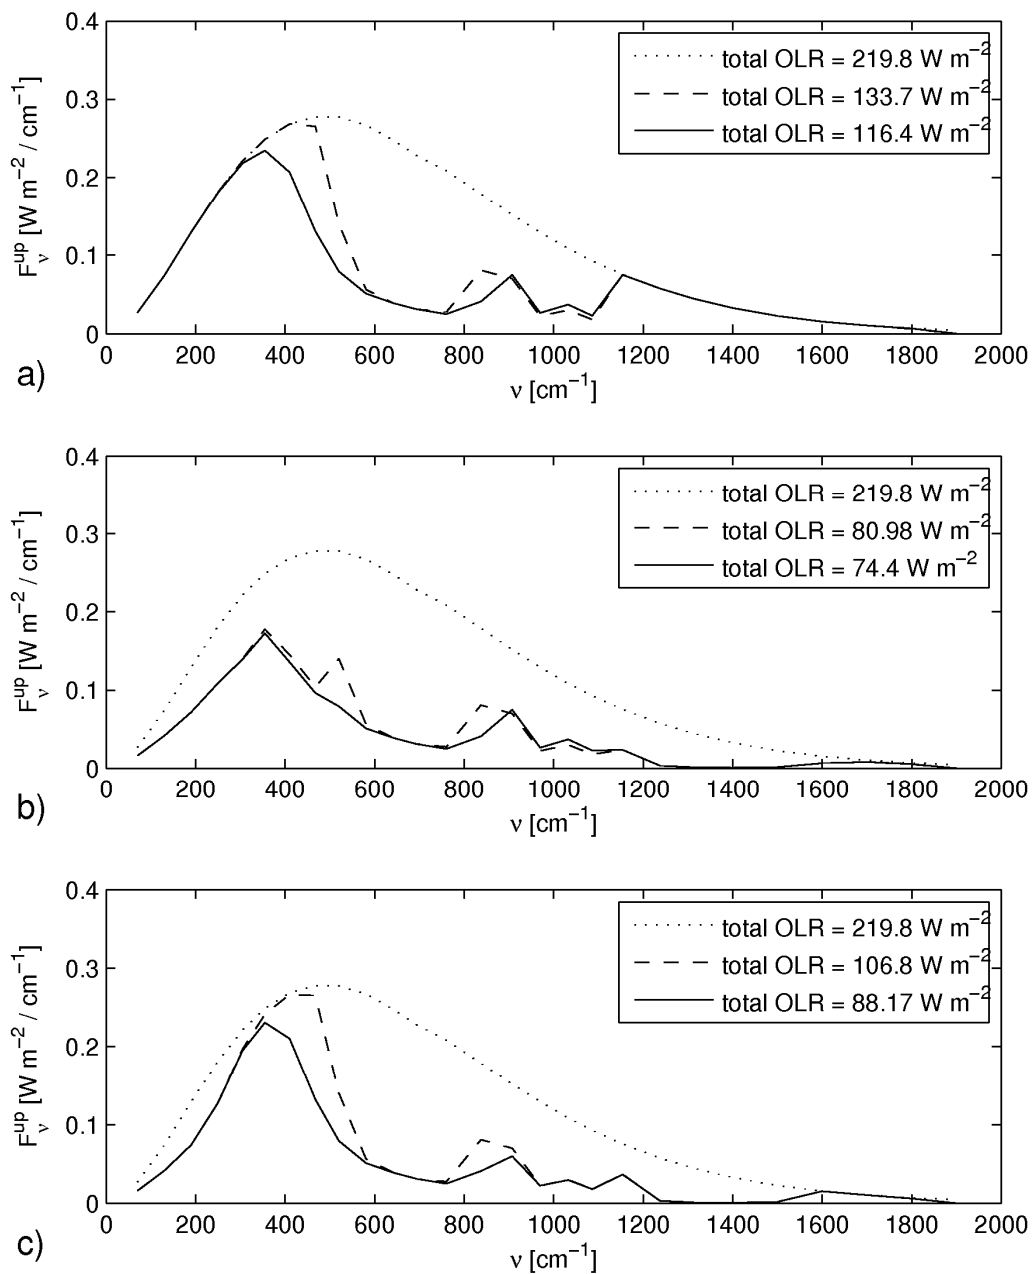 0.4
0.3
0.2
0.1
0
F_ν^up [W m⁻² / cm⁻¹]
total OLR = 219.8 W m⁻²
total OLR = 133.7 W m⁻²
total OLR = 116.4 W m⁻²
0 200 400 600 800 1000 1200 1400 1600 1800 2000
a)
ν [cm⁻¹]
0.4
0.3
0.2
0.1
0
F_ν^up [W m⁻² / cm⁻¹]
total OLR = 219.8 W m⁻²
total OLR = 80.98 W m⁻²
total OLR = 74.4 W m⁻²
0 200 400 600 800 1000 1200 1400 1600 1800 2000
b)
ν [cm⁻¹]
0.4
0.3
0.2
0.1
0
F_ν^up [W m⁻² / cm⁻¹]
total OLR = 219.8 W m⁻²
total OLR = 106.8 W m⁻²
total OLR = 88.17 W m⁻²
0 200 400 600 800 1000 1200 1400 1600 1800 2000
c)
ν [cm⁻¹]